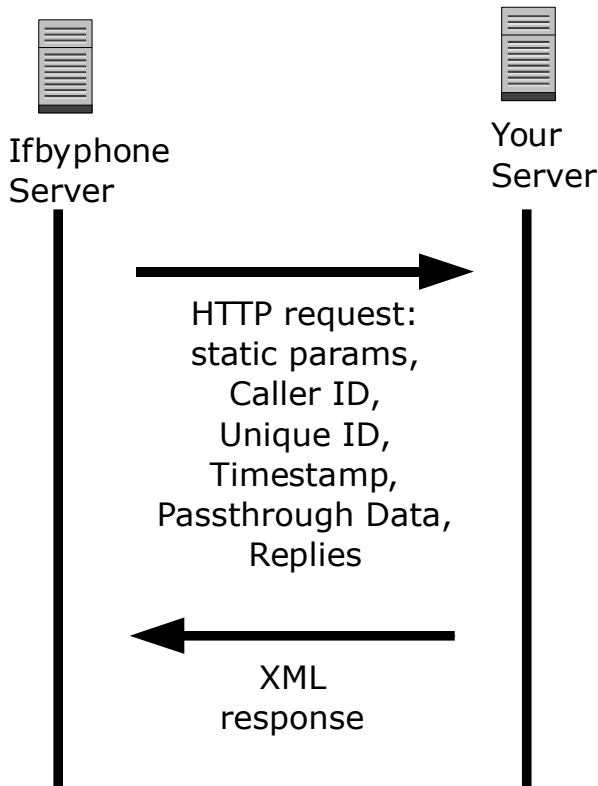 Ifbyphone
Server
Your
Server
HTTP request:
static params,
Caller ID,
Unique ID,
Timestamp,
Passthrough Data,
Replies
XML
response